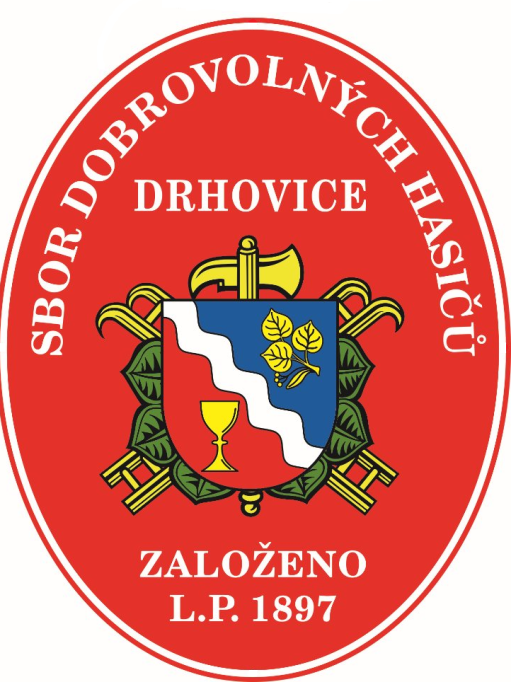 SBOR DOBROVOLNÝCH HASIČŮ
DRHOVICE
ZALOŽENO
L.P. 1897